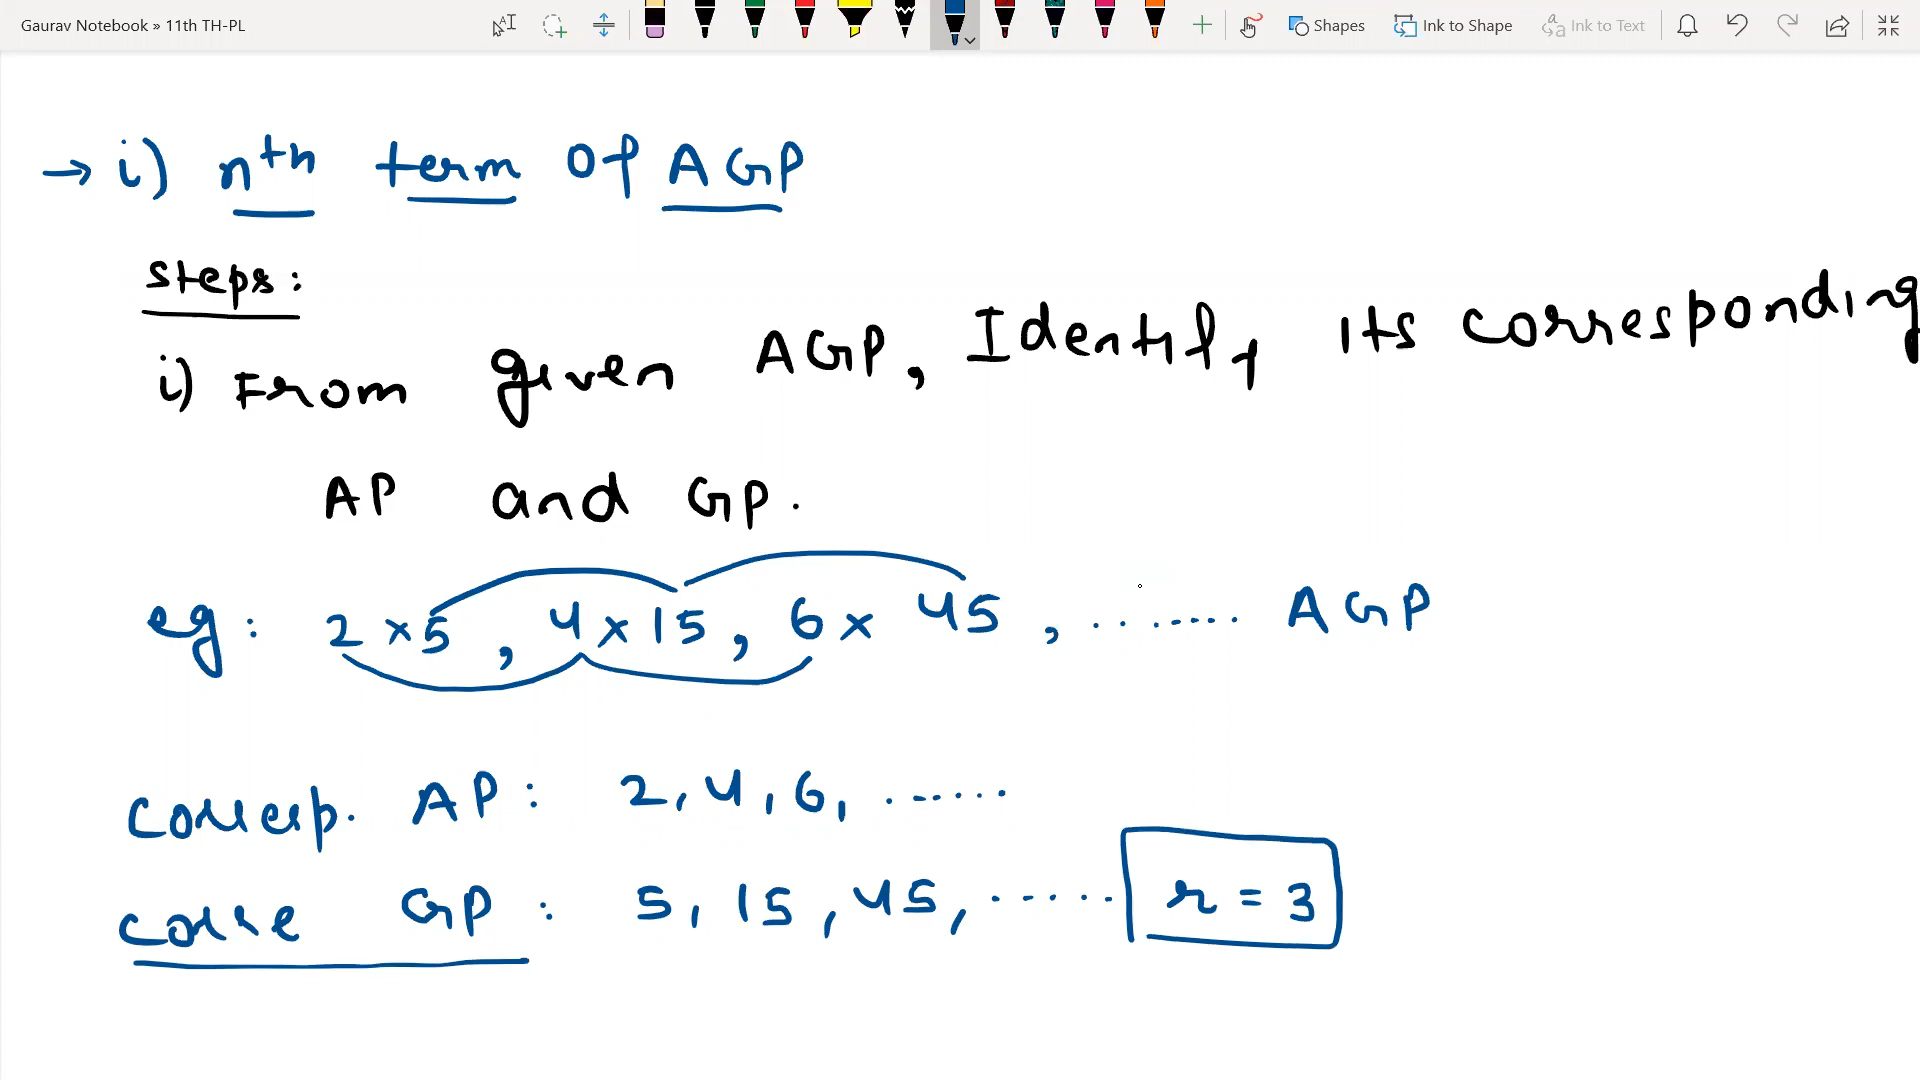 Gaurav Notebook » 11th TH-PL Shapes Ink to Shape Ink to Text
→ i) nth term of AGP
steps:
i) From given AGP, Identify its corresponding
AP and GP.
eg: 2 × 5, 4 × 15, 6 × 45, ....... AGP
Corresp. AP: 2, 4, 6, .......
Corre GP: 5, 15, 45, ..... r = 3